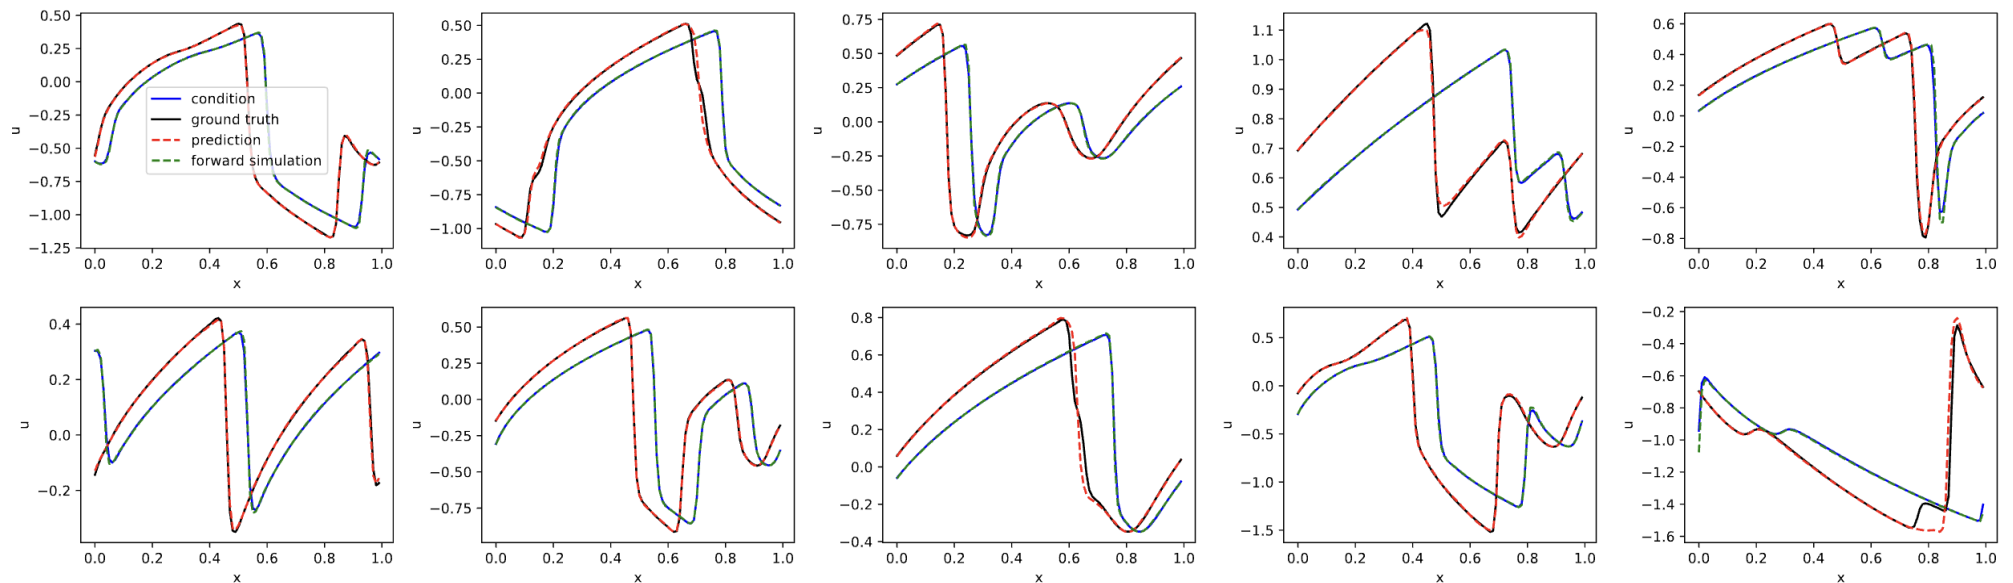 0.50
0.25
0.00
−0.25
−0.50
−0.75
−1.00
−1.25
u
condition
ground truth
prediction
forward simulation
0.0 0.2 0.4 0.6 0.8 1.0
x
0.50
0.25
0.00
−0.25
−0.50
−0.75
−1.00
u
0.0 0.2 0.4 0.6 0.8 1.0
x
0.75
0.50
0.25
0.00
−0.25
−0.50
−0.75
u
0.0 0.2 0.4 0.6 0.8 1.0
x
1.1
1.0
0.9
0.8
0.7
0.6
0.5
0.4
u
0.0 0.2 0.4 0.6 0.8 1.0
x
0.6
0.4
0.2
0.0
−0.2
−0.4
−0.6
−0.8
u
0.0 0.2 0.4 0.6 0.8 1.0
x
0.4
0.2
0.0
−0.2
u
0.0 0.2 0.4 0.6 0.8 1.0
x
0.50
0.25
0.00
−0.25
−0.50
−0.75
u
0.0 0.2 0.4 0.6 0.8 1.0
x
0.8
0.6
0.4
0.2
0.0
−0.2
−0.4
u
0.0 0.2 0.4 0.6 0.8 1.0
x
0.5
0.0
−0.5
−1.0
−1.5
u
0.0 0.2 0.4 0.6 0.8 1.0
x
−0.2
−0.4
−0.6
−0.8
−1.0
−1.2
−1.4
−1.6
u
0.0 0.2 0.4 0.6 0.8 1.0
x